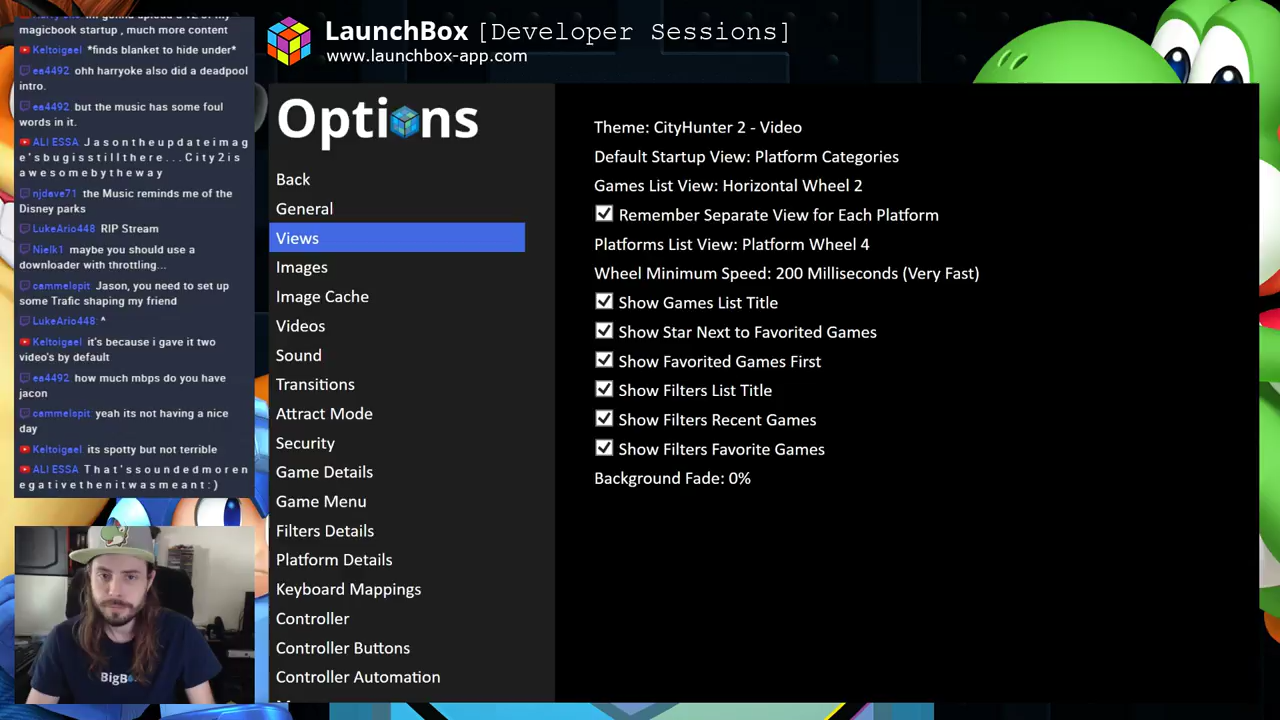 magicbook startup , much more content
Keltoigael *finds blanket to hide under*
ea4492 ohh harryoke also did a deadpool
intro.
ea4492 but the music has some foul
words in it.
ALI ESSA J a s o n t h e u p d a t e i m a g
e ' s b u g i s s t i l l t h e r e . . . C i t y 2 i s
a w e s o m e b y t h e w a y
njdave71 the Music reminds me of the
Disney parks
LukeArio448 RIP Stream
Nielk1 maybe you should use a
downloader with throttling...
cammelspit Jason, you need to set up
some Trafic shaping my friend
LukeArio448: ^
Keltoigael it's because i gave it two
video's by default
ea4492 how much mbps do you have
jacon
cammelspit yeah its not having a nice
day
Keltoigael its spotty but not terrible
ALI ESSA T h a t ' s s o u n d e d m o r e n
e g a t i v e t h e n i t w a s m e a n t : )
LaunchBox [Developer Sessions]
www.launchbox-app.com
Options
Back
General
Views
Images
Image Cache
Videos
Sound
Transitions
Attract Mode
Security
Game Details
Game Menu
Filters Details
Platform Details
Keyboard Mappings
Controller
Controller Buttons
Controller Automation
Theme: CityHunter 2 - Video
Default Startup View: Platform Categories
Games List View: Horizontal Wheel 2
Remember Separate View for Each Platform
Platforms List View: Platform Wheel 4
Wheel Minimum Speed: 200 Milliseconds (Very Fast)
Show Games List Title
Show Star Next to Favorited Games
Show Favorited Games First
Show Filters List Title
Show Filters Recent Games
Show Filters Favorite Games
Background Fade: 0%